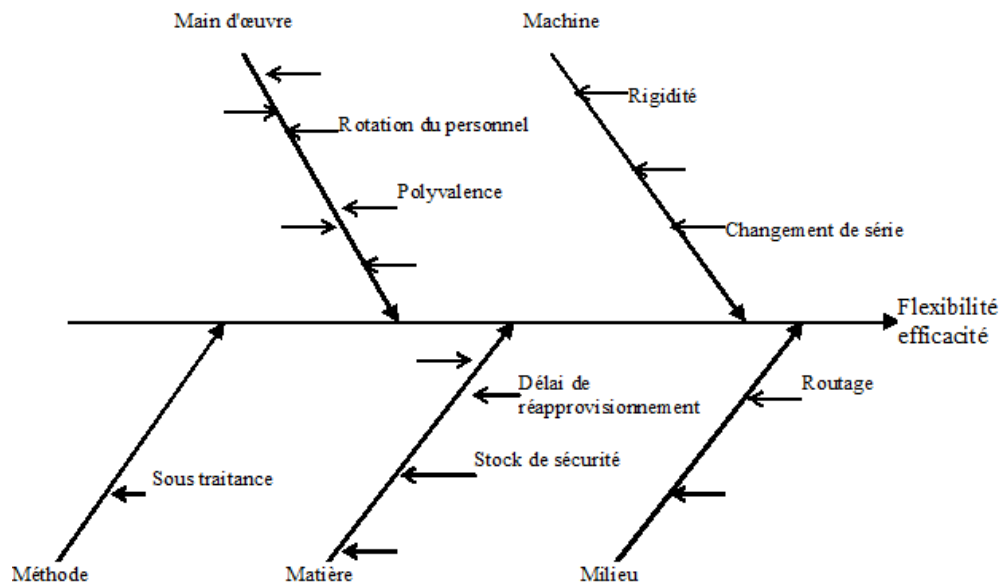 Main d'œuvre
Machine
Rigidité
Rotation du personnel
Polyvalence
Changement de série
Flexibilité
efficacité
Délai de
réapprovisionnement
Routage
Stock de sécurité
Sous traitance
Méthode
Matière
Milieu